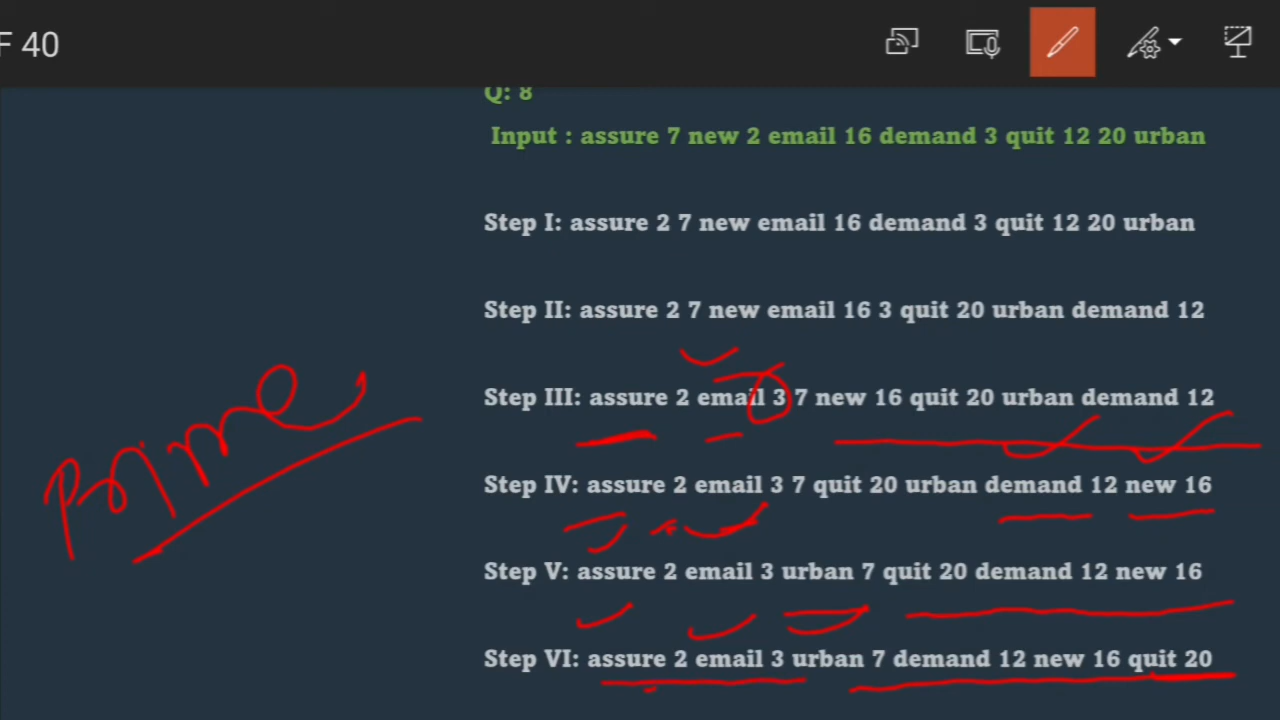 F 40
Q: 8
Input : assure 7 new 2 email 16 demand 3 quit 12 20 urban
Step I: assure 2 7 new email 16 demand 3 quit 12 20 urban
Step II: assure 2 7 new email 16 3 quit 20 urban demand 12
Step III: assure 2 email 3 7 new 16 quit 20 urban demand 12
prime
Step IV: assure 2 email 3 7 quit 20 urban demand 12 new 16
Step V: assure 2 email 3 urban 7 quit 20 demand 12 new 16
Step VI: assure 2 email 3 urban 7 demand 12 new 16 quit 20